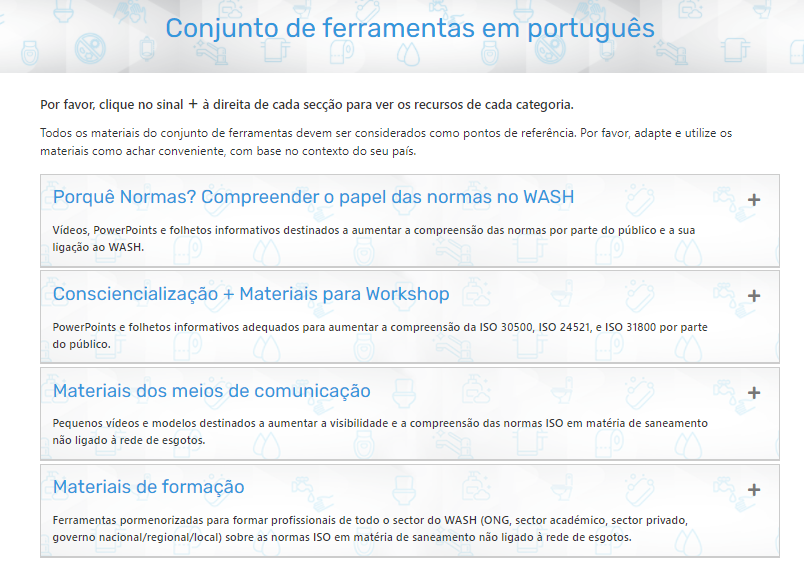 Conjunto de ferramentas em português
Por favor, clique no sinal + à direita de cada secção para ver os recursos de cada categoria.
Todos os materiais do conjunto de ferramentas devem ser considerados como pontos de referência. Por favor, adapte e utilize os
materiais como achar conveniente, com base no contexto do seu país.
Porquê Normas? Compreender o papel das normas no WASH
+
Vídeos, PowerPoints e folhetos informativos destinados a aumentar a compreensão das normas por parte do público e a sua
ligação ao WASH.
Consciencialização + Materiais para Workshop
+
PowerPoints e folhetos informativos adequados para aumentar a compreensão da ISO 30500, ISO 24521, e ISO 31800 por parte
do público.
Materiais dos meios de comunicação
+
Pequenos vídeos e modelos destinados a aumentar a visibilidade e a compreensão das normas ISO em matéria de saneamento
não ligado à rede de esgotos.
Materiais de formação
+
Ferramentas pormenorizadas para formar profissionais de todo o sector do WASH (ONG, sector académico, sector privado,
governo nacional/regional/local) sobre as normas ISO em matéria de saneamento não ligado à rede de esgotos.